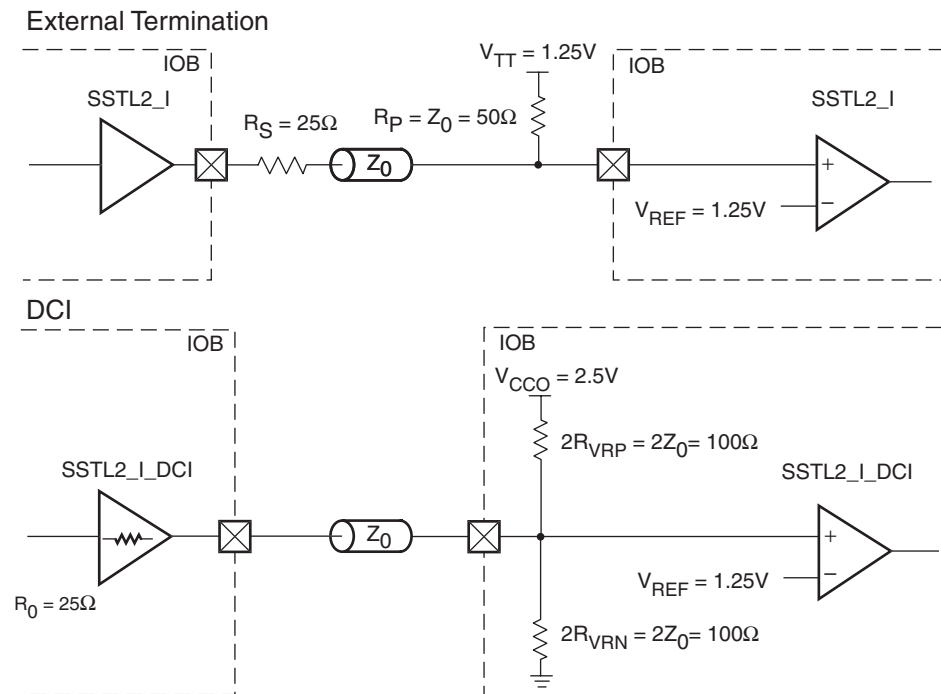 External Termination
IOB
SSTL2_I
R_S = 25Ω
Z_0
R_P = Z_0 = 50Ω
V_TT = 1.25V
IOB
SSTL2_I
+
−
V_REF = 1.25V
DCI
IOB
SSTL2_I_DCI
R_0 = 25Ω
Z_0
IOB
V_CCO = 2.5V
2R_VRP = 2Z_0= 100Ω
SSTL2_I_DCI
+
−
V_REF = 1.25V
2R_VRN = 2Z_0= 100Ω